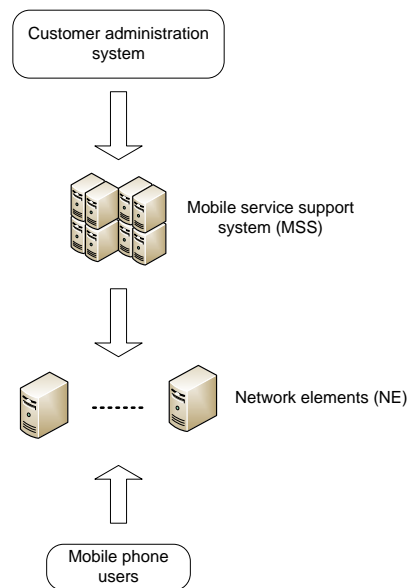 Customer administration
system
Mobile service support
system (MSS)
Network elements (NE)
Mobile phone
users